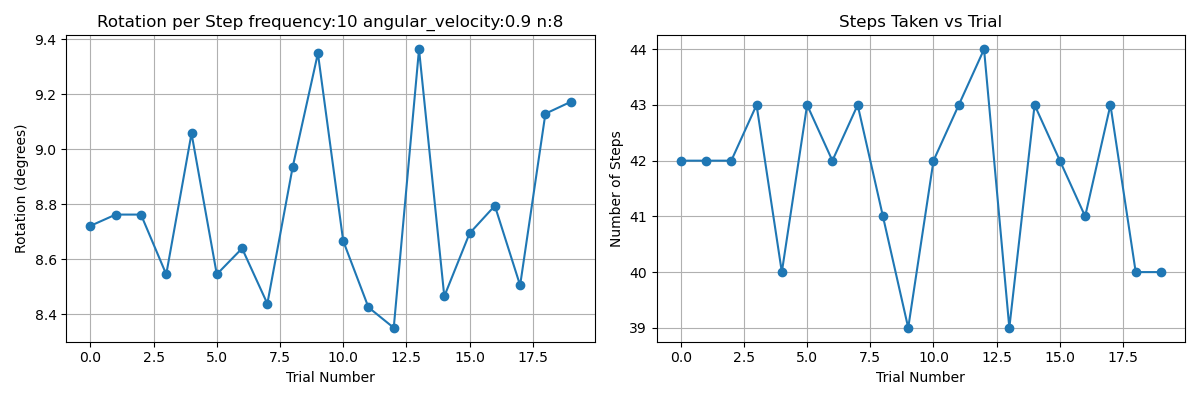 Rotation per Step frequency:10 angular_velocity:0.9 n:8
9.4
9.2
9.0
8.8
8.6
8.4
Rotation (degrees)
0.0 2.5 5.0 7.5 10.0 12.5 15.0 17.5
Trial Number
Steps Taken vs Trial
44
43
42
41
40
39
Number of Steps
0.0 2.5 5.0 7.5 10.0 12.5 15.0 17.5
Trial Number